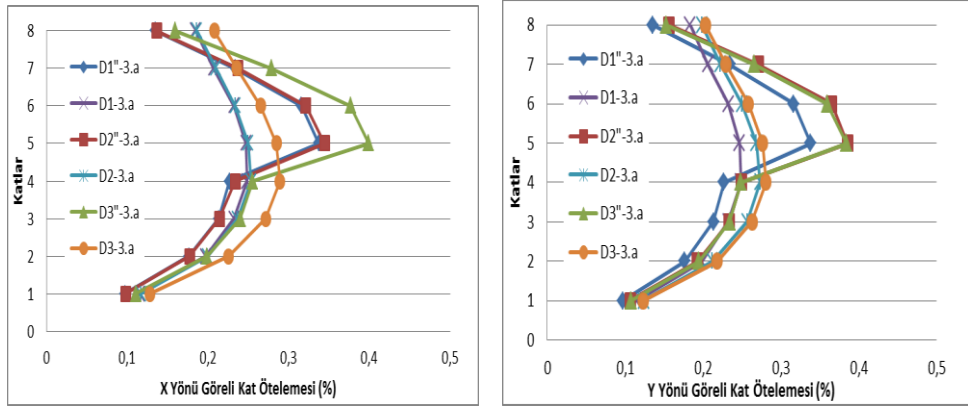 8
7
6
5
4
3
2
1
0
Katlar
D1"-3.a
D1-3.a
D2"-3.a
D2-3.a
D3"-3.a
D3-3.a
0 0,1 0,2 0,3 0,4 0,5
X Yönü Göreli Kat Ötelemesi (%)
8
7
6
5
4
3
2
1
0
Katlar
D1"-3.a
D1-3.a
D2"-3.a
D2-3.a
D3"-3.a
D3-3.a
0 0,1 0,2 0,3 0,4 0,5
Y Yönü Göreli Kat Ötelemesi (%)